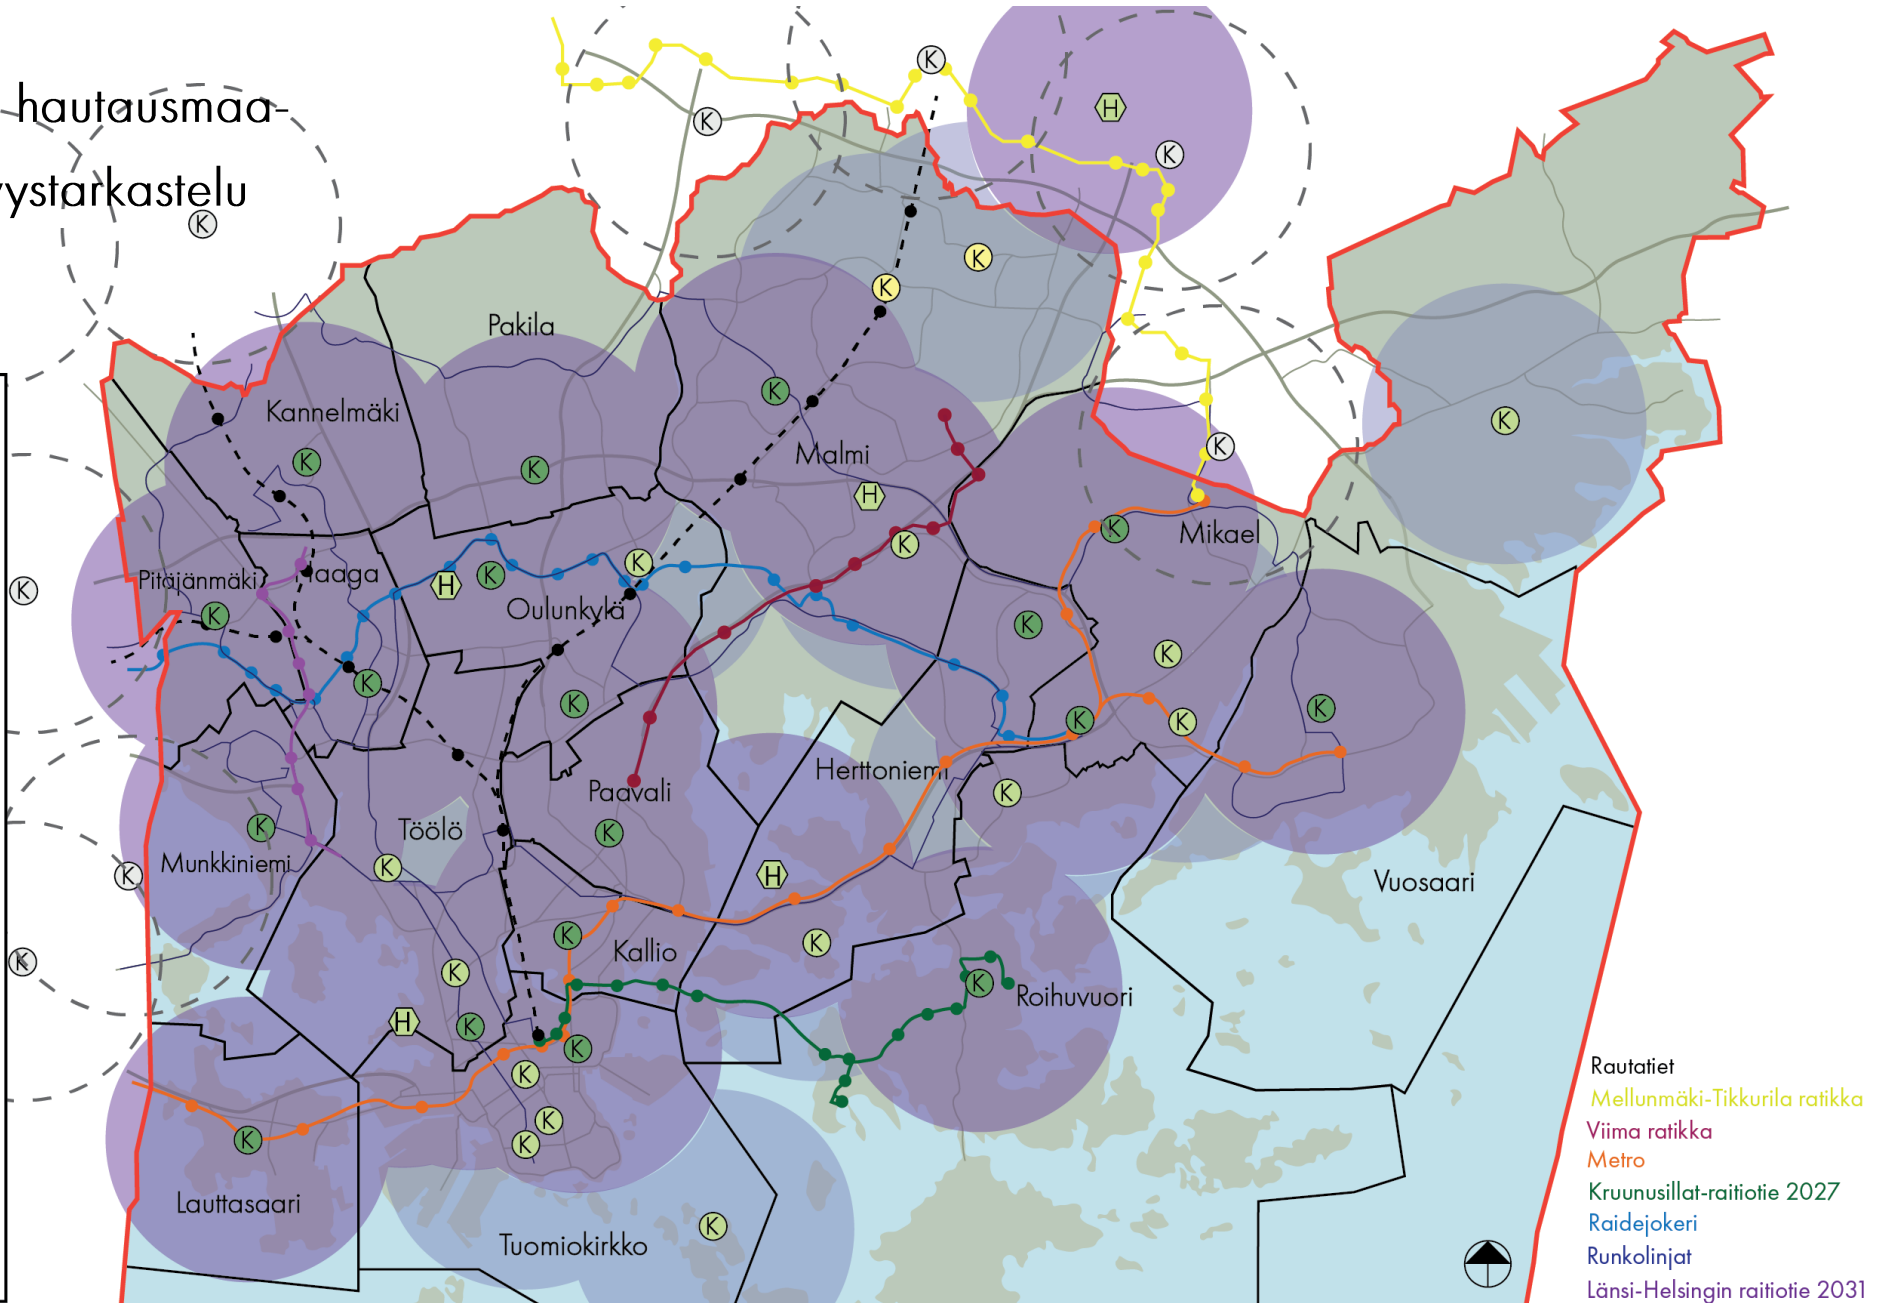 hautausmaa-
ystarkastelu
K
K
K
H
K
K
K
Pakila
K
Kannelmäki
K
K
K
Malmi
K
K
H
K
K
Mikael
K
Pitäjänmäki
K
H
K
Oulunkylä
K
K
K
K
K
K
K
K
K
Herttoniemi
K
Paavali
K
Töölö
K
Munkkiniemi
K
K
H
Vuosaari
K
Kallio
K
K
K
K
Roihuvuori
H
K
K
K
K
K
K
Lauttasaari
K
Tuomiokirkko
Rautatiet
Mellunmäki-Tikkurila ratikka
Viima ratikka
Metro
Kruunusillat-raitiotie 2027
Raidejokeri
Runkolinjat
Länsi-Helsingin raitiotie 2031